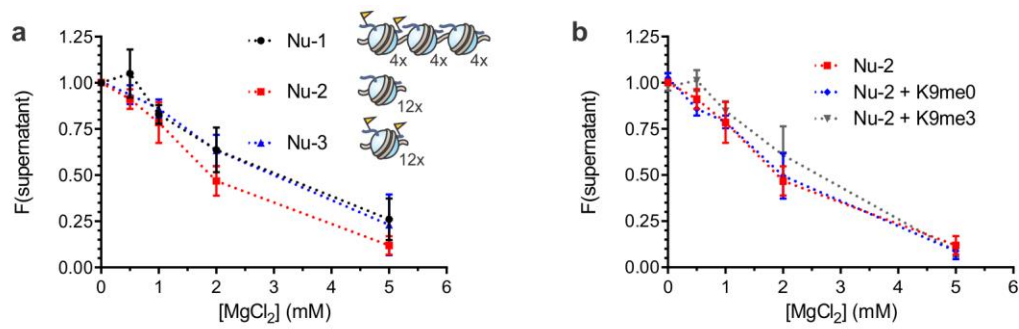 a
1.25
1.00
0.75
0.50
0.25
0.00
F(supernatant)
0 1 2 3 4 5 6
[MgCl₂] (mM)
Nu-1
4x 4x 4x
Nu-2
12x
Nu-3
12x
b
1.25
1.00
0.75
0.50
0.25
0.00
F(supernatant)
0 1 2 3 4 5 6
[MgCl₂] (mM)
Nu-2
Nu-2 + K9me0
Nu-2 + K9me3